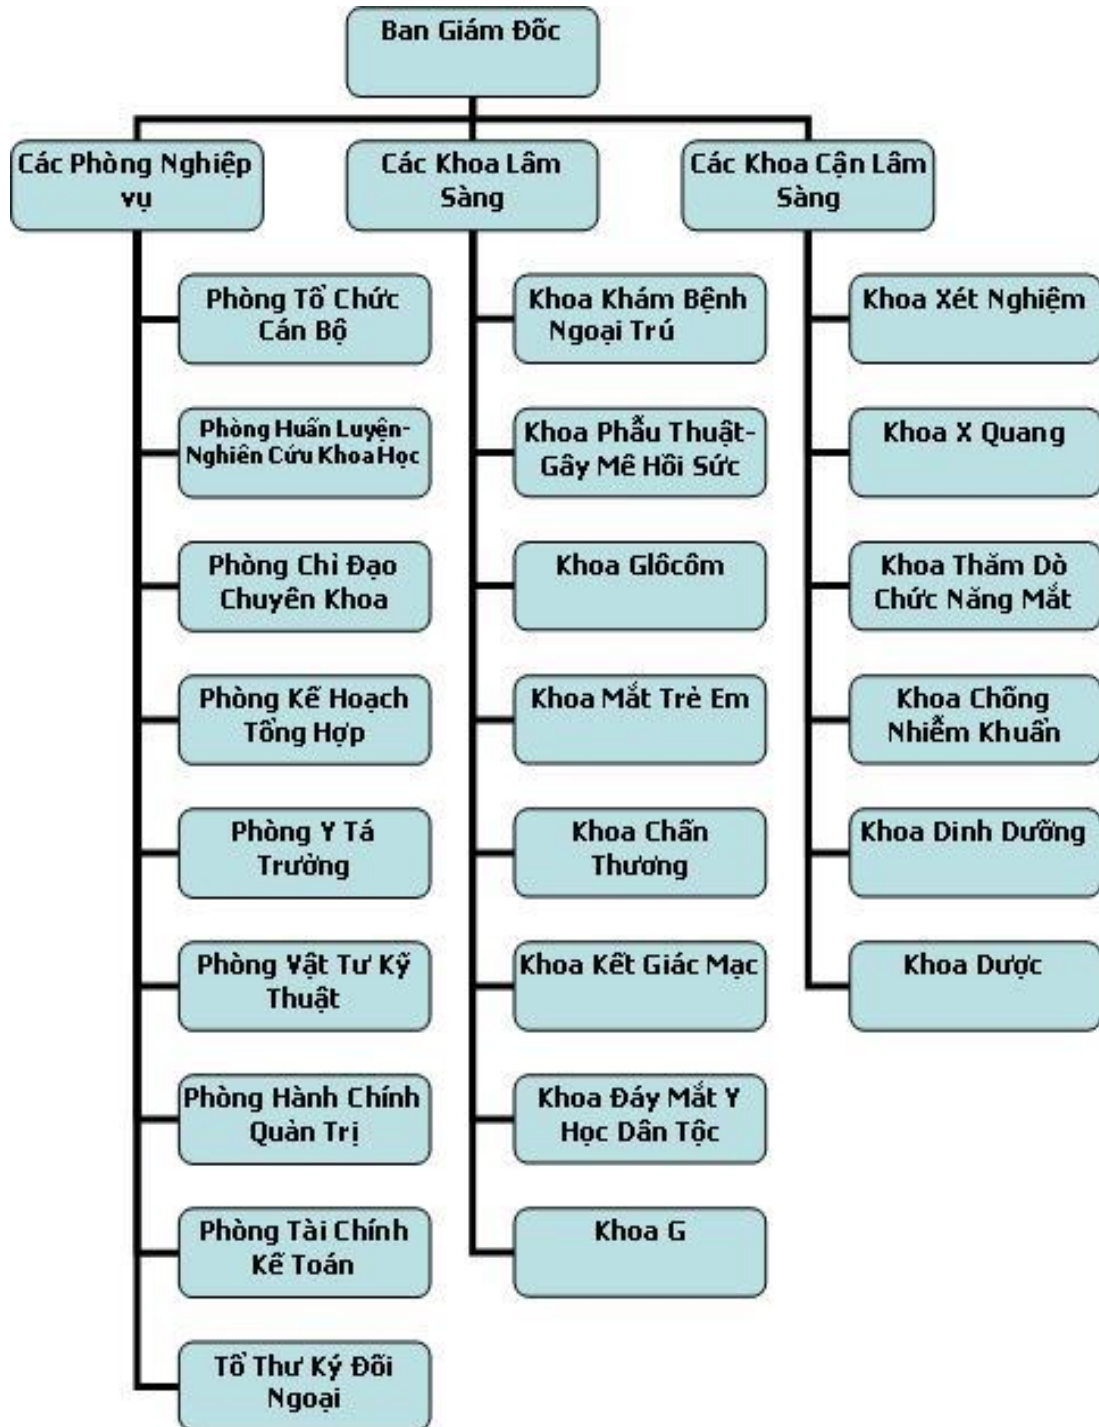 Ban Giám Đốc
Các Phòng Nghiệp
vụ
Các Khoa Lâm
Sàng
Các Khoa Cận Lâm
Sàng
Phòng Tổ Chức
Cán Bộ
Phòng Huấn Luyện-
Nghiên Cứu Khoa Học
Phòng Chỉ Đạo
Chuyên Khoa
Phòng Kế Hoạch
Tổng Hợp
Phòng Y Tá
Trưởng
Phòng Vật Tư Kỹ
Thuật
Phòng Hành Chính
Quản Trị
Phòng Tài Chính
Kế Toán
Tổ Thư Ký Đối
Ngoại
Khoa Khám Bệnh
Ngoại Trú
Khoa Phẫu Thuật-
Gây Mê Hồi Sức
Khoa Glôcôm
Khoa Mắt Trẻ Em
Khoa Chấn
Thương
Khoa Kết Giác Mạc
Khoa Đáy Mắt Y
Học Dân Tộc
Khoa G
Khoa Xét Nghiệm
Khoa X Quang
Khoa Thăm Dò
Chức Năng Mắt
Khoa Chống
Nhiễm Khuẩn
Khoa Dinh Dưỡng
Khoa Dược